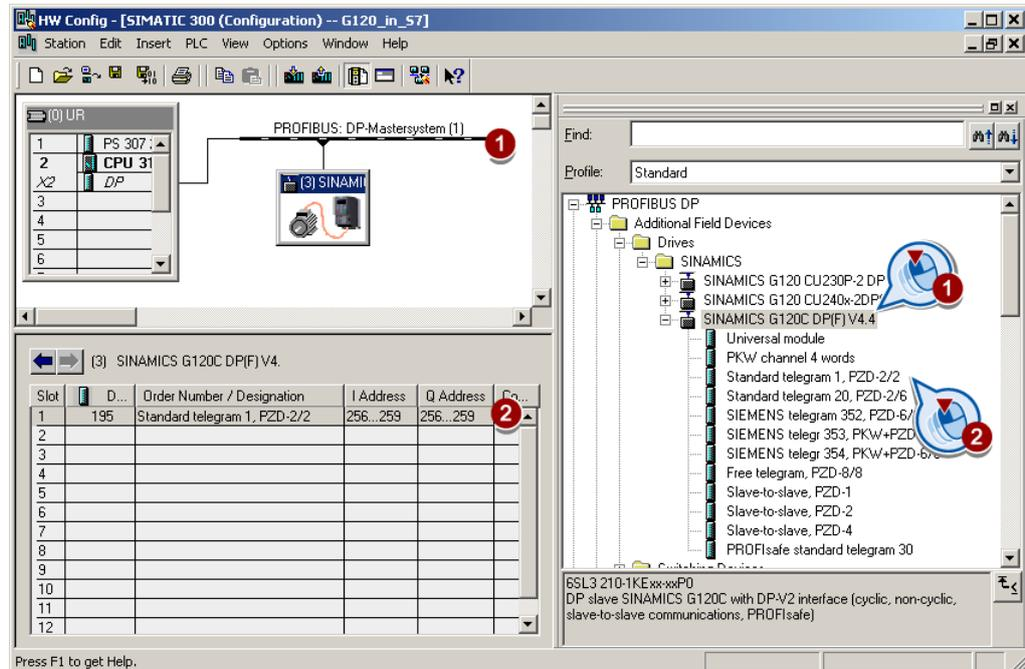 HW Config - [SIMATIC 300 (Configuration) -- G120_in_S7]
Station Edit Insert PLC View Options Window Help
(0) UR
1 PS 307
2 CPU 31
X2 DP
3
4
5
6
PROFIBUS: DP-Mastersystem (1)
1
(3) SINAMI
Find:
Profile: Standard
PROFIBUS DP
Additional Field Devices
Drives
SINAMICS
SINAMICS G120 CU230P-2 DP
SINAMICS G120 CU240x-2DP
SINAMICS G120C DP(F) V4.4
1
Universal module
PKW channel 4 words
Standard telegram 1, PZD-2/2
Standard telegram 20, PZD-2/6
SIEMENS telegram 352, PZD-6/
SIEMENS telegr 353, PKW+PZD
SIEMENS telegr 354, PKW+PZD-6/6
2
Free telegram, PZD-8/8
Slave-to-slave, PZD-1
Slave-to-slave, PZD-2
Slave-to-slave, PZD-4
PROFIsafe standard telegram 30
6SL3 210-1KExx-xxP0
DP slave SINAMICS G120C with DP-V2 interface (cyclic, non-cyclic,
slave-to-slave communications, PROFIsafe)
(3) SINAMICS G120C DP(F) V4.
Slot D... Order Number / Designation I Address Q Address Co...
1 195 Standard telegram 1, PZD-2/2 256...259 256...259 2
2
3
4
5
6
7
8
9
10
11
12
Press F1 to get Help.